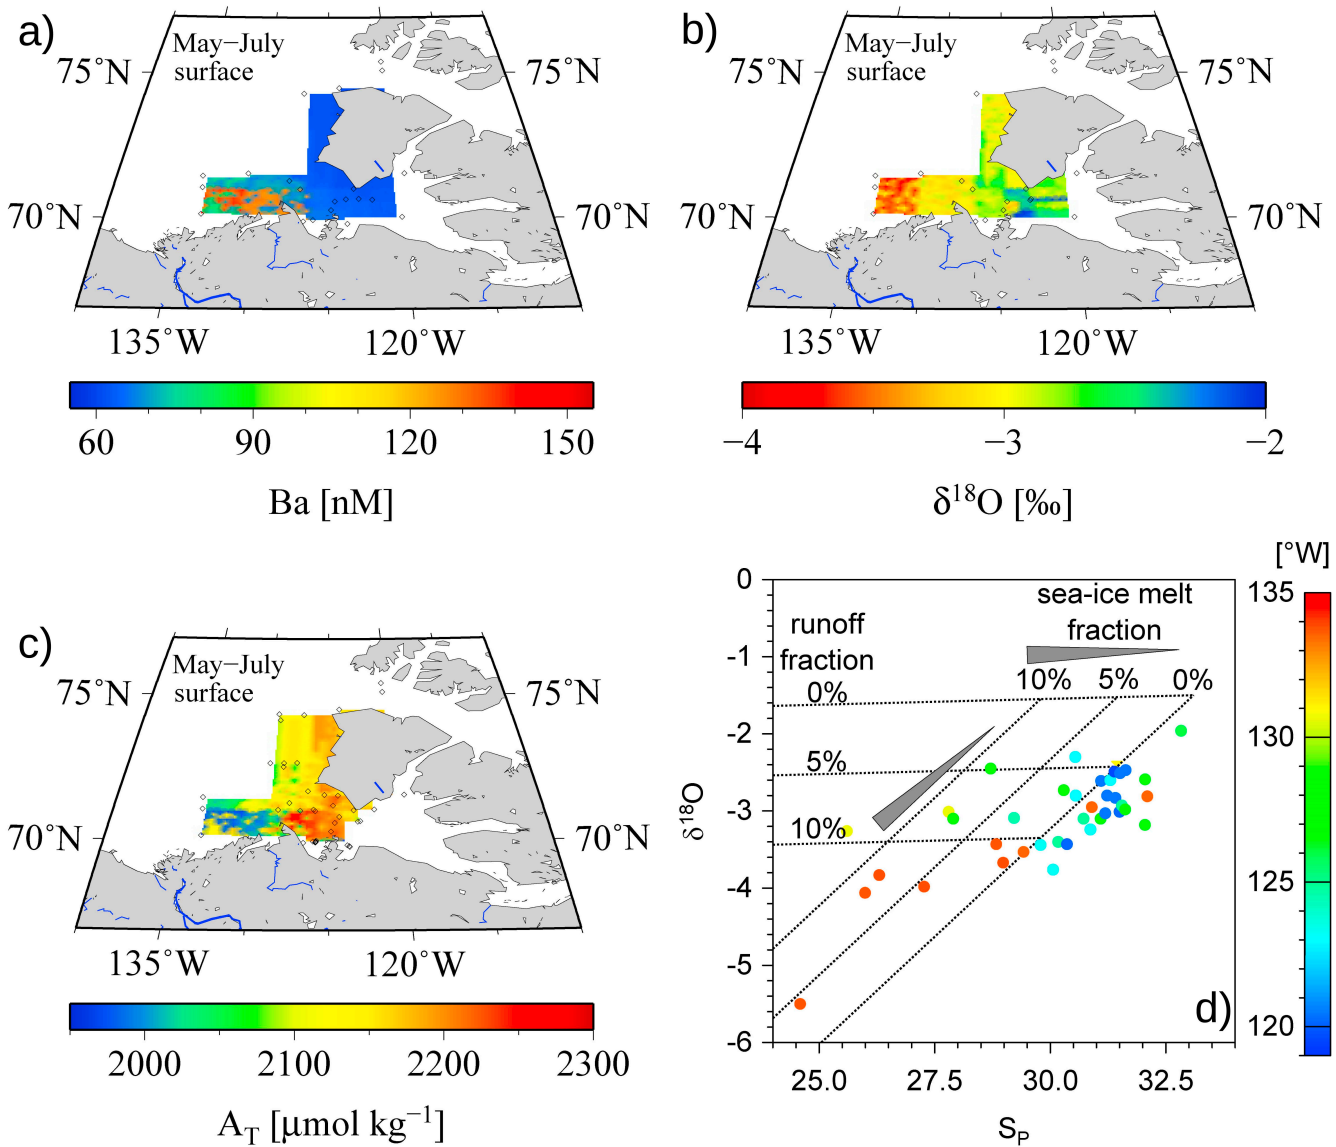 a)
May−July
surface
75˚N
75˚N
70˚N
70˚N
135˚W
120˚W
60
90
120
150
Ba [nM]
b)
May−July
surface
75˚N
75˚N
70˚N
70˚N
135˚W
120˚W
−4
−3
−2
δ¹⁸O [‰]
c)
May−July
surface
75˚N
75˚N
70˚N
70˚N
135˚W
120˚W
2000
2100
2200
2300
A_T [μmol kg⁻¹]
[°W]
0
-1
-2
-3
-4
-5
-6
δ¹⁸O
runoff
fraction
0%
5%
10%
sea-ice melt
fraction
10% 5% 0%
d)
25.0
27.5
30.0
32.5
S_P
135
130
125
120